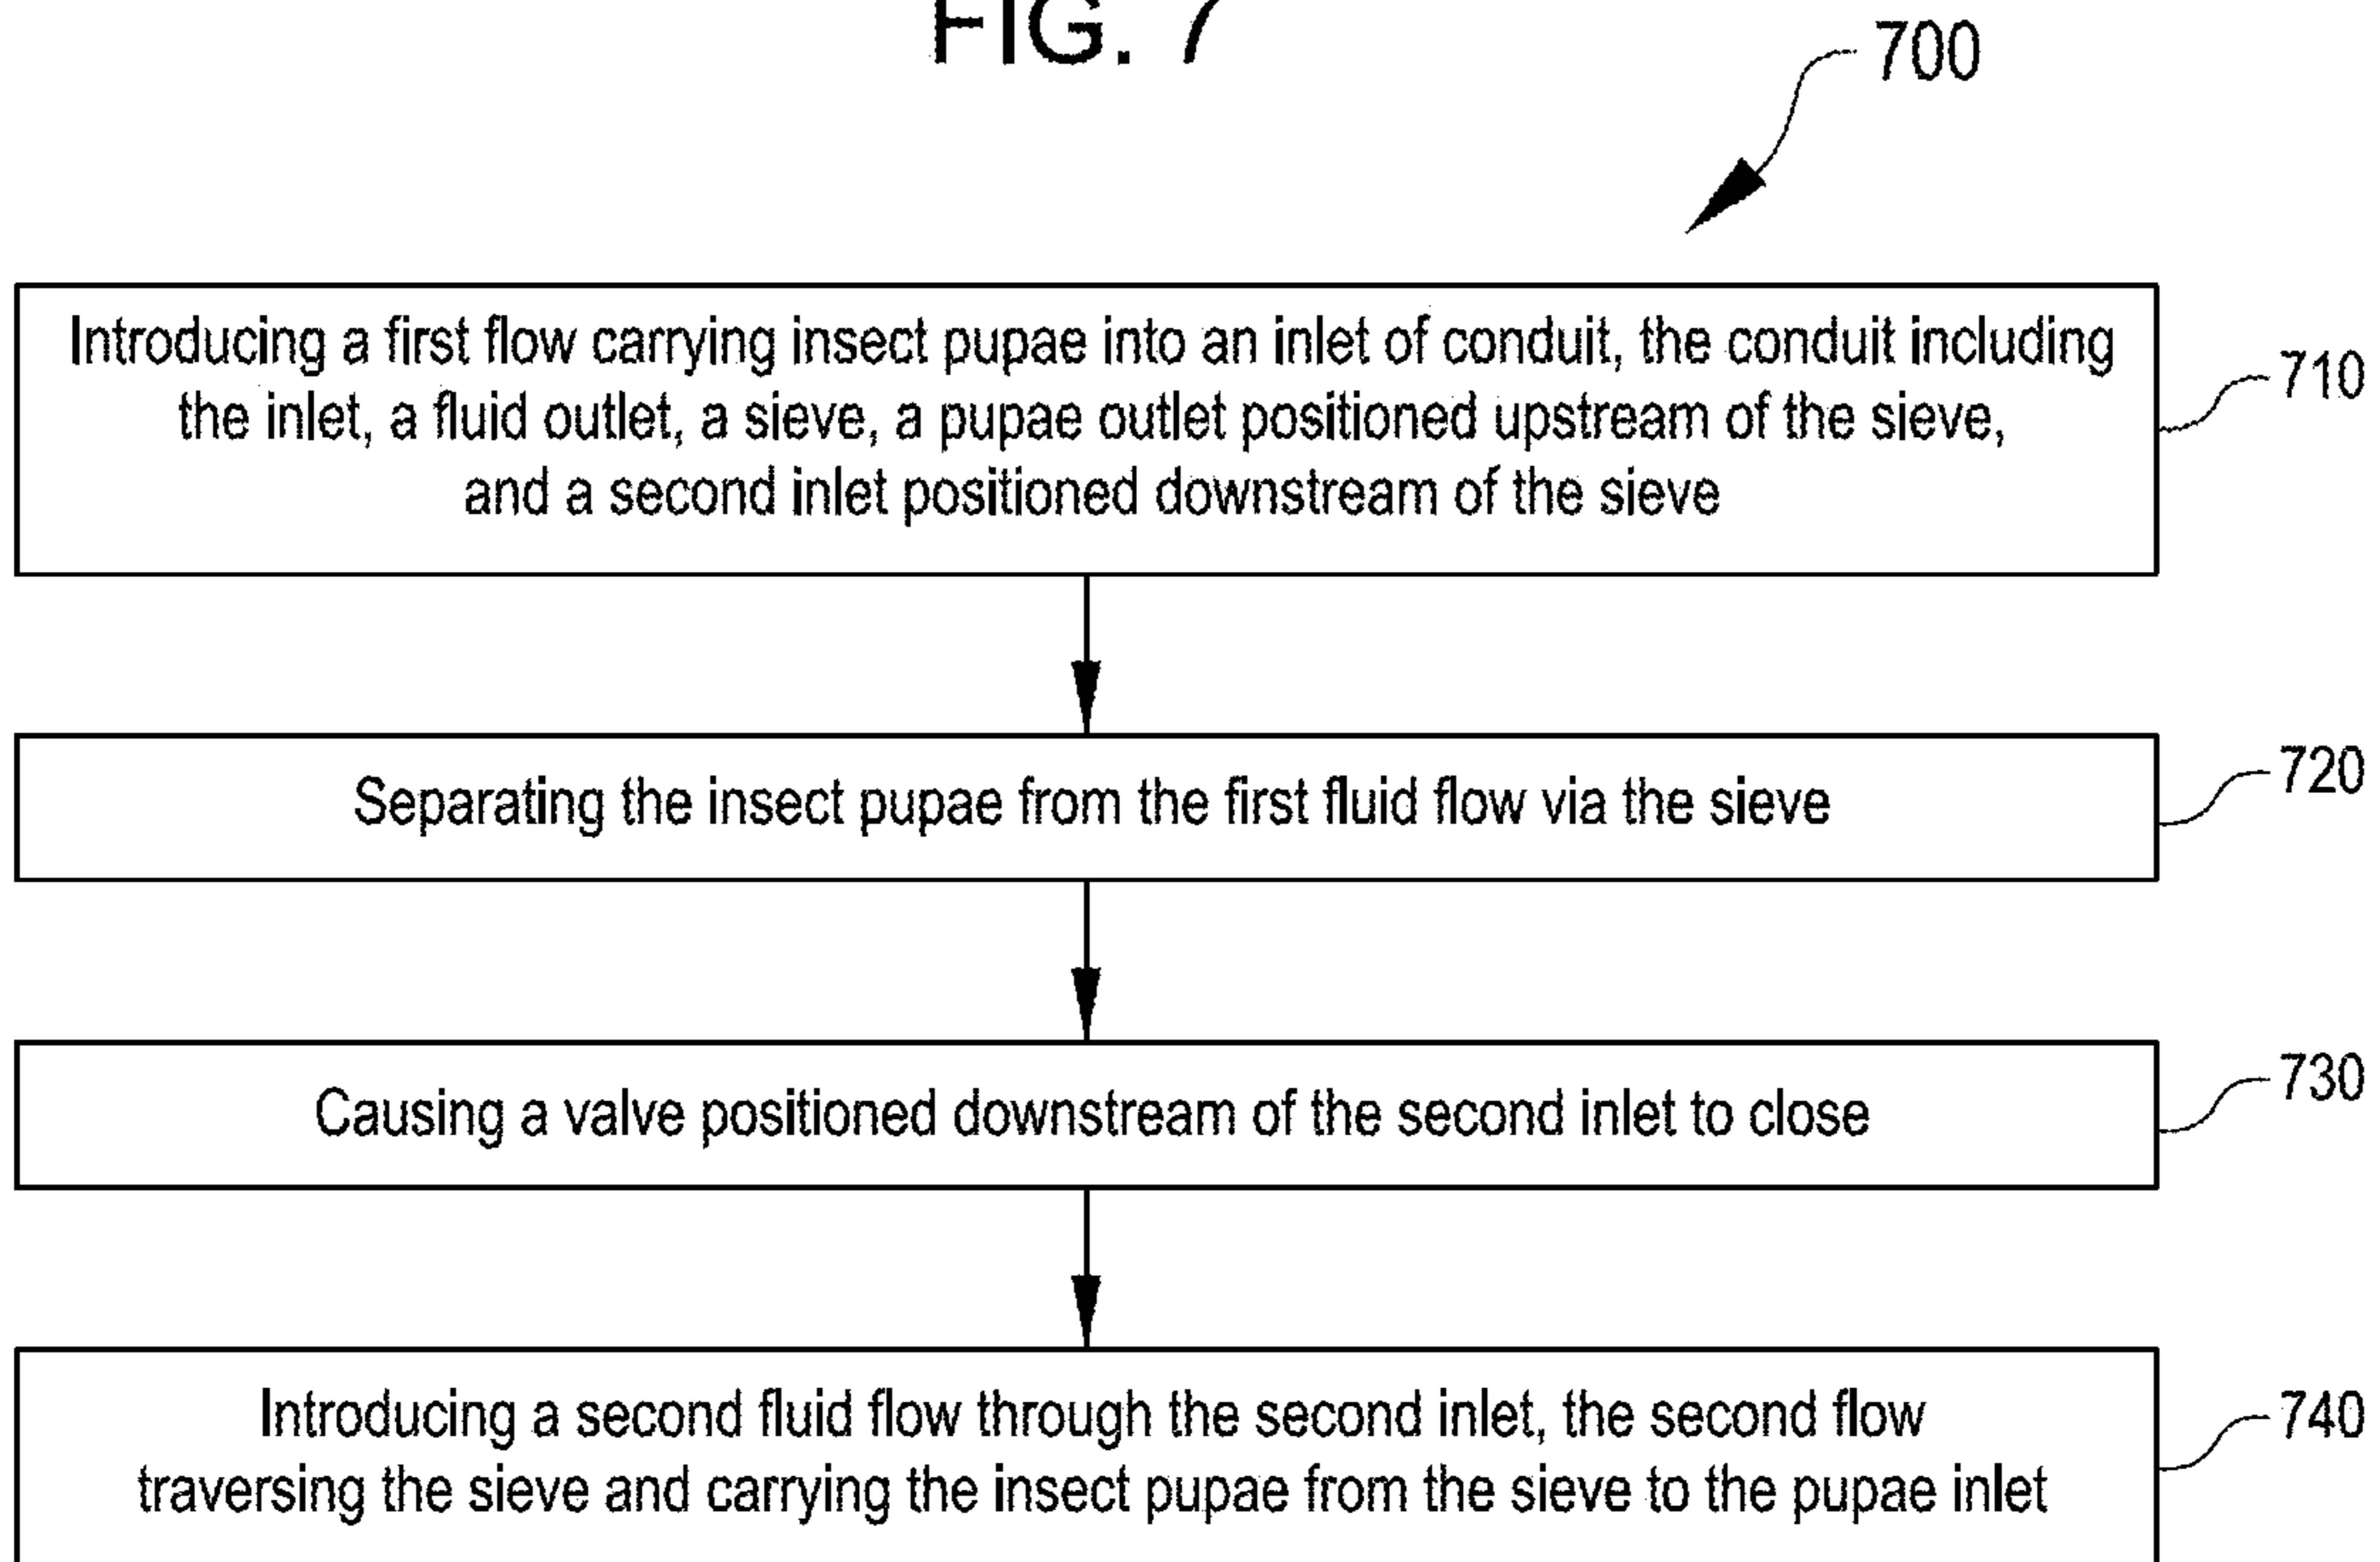 FIG. 7
700
Introducing a first flow carrying insect pupae into an inlet of conduit, the conduit including
the inlet, a fluid outlet, a sieve, a pupae outlet positioned upstream of the sieve,
and a second inlet positioned downstream of the sieve
710
Separating the insect pupae from the first fluid flow via the sieve
720
Causing a valve positioned downstream of the second inlet to close
730
Introducing a second fluid flow through the second inlet, the second flow
traversing the sieve and carrying the insect pupae from the sieve to the pupae inlet
740